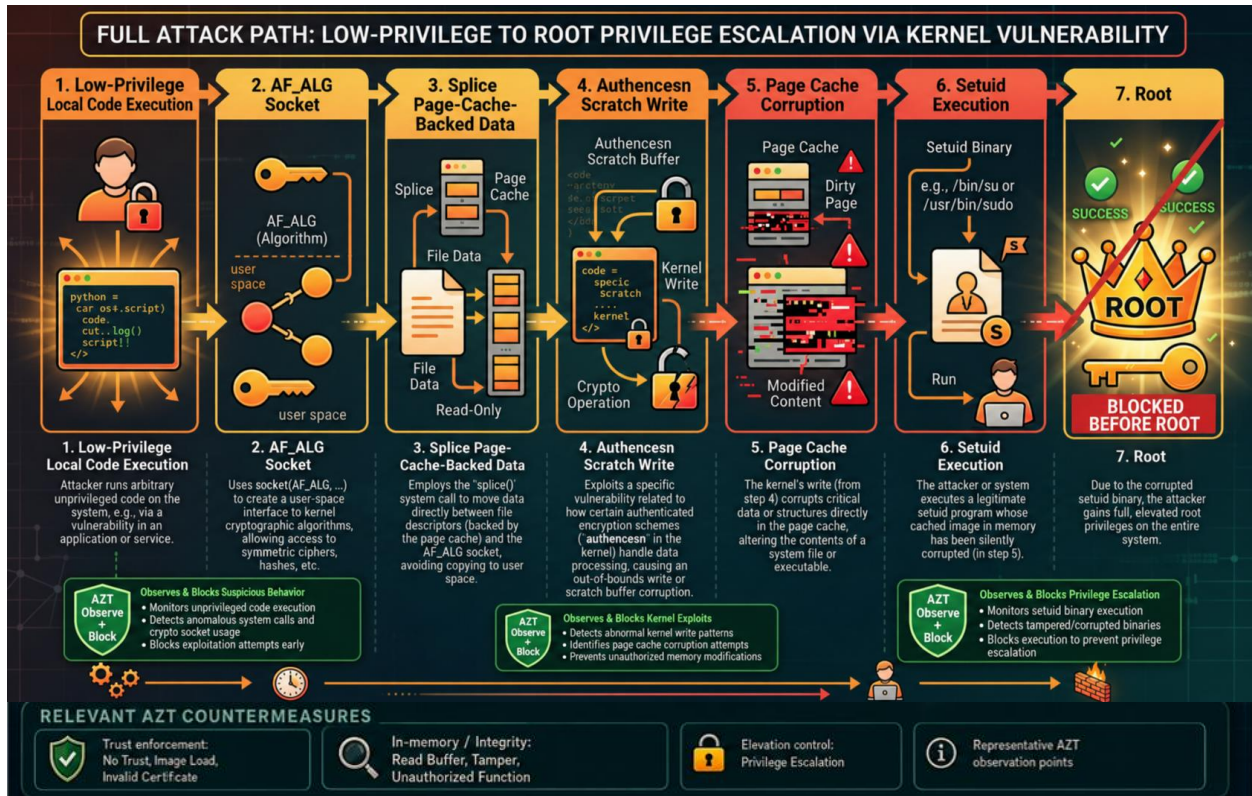 FULL ATTACK PATH: LOW-PRIVILEGE TO ROOT PRIVILEGE ESCALATION VIA KERNEL VULNERABILITY
1. Low-Privilege
Local Code Execution
python =
car os4.script)
code.
cut..log()
script!!
</>
2. AF_ALG
Socket
AF_ALG
(Algorithm)
user
space
user space
3. Splice
Page-Cache-
Backed Data
Splice
Page
Cache
File Data
File
Data
Read-Only
4. Authencesn
Scratch Write
Authencesn
Scratch Buffer
<code
code =
specic
scratch
....
kernel
</>
Kernel
Write
Crypto
Operation
5. Page Cache
Corruption
Page Cache
Dirty
Page
Modified
Content
6. Setuid
Execution
Setuid Binary
e.g., /bin/su or
/usr/bin/sudo
S
S
Run
7. Root
SUCCESS
SUCCESS
ROOT
BLOCKED
BEFORE ROOT
1. Low-Privilege
Local Code Execution
Attacker runs arbitrary
unprivileged code on the
system, e.g., via a
vulnerability in an
application or service.
2. AF_ALG
Socket
Uses socket(AF_ALG, ...)
to create a user-space
interface to kernel
cryptographic algorithms,
allowing access to
symmetric ciphers,
hashes, etc.
3. Splice Page-
Cache-Backed Data
Employs the "splice()'
system call to move data
directly between file
descriptors (backed by
the page cache) and the
AF_ALG socket,
avoiding copying to user
space.
4. Authencesn
Scratch Write
Exploits a specific
vulnerability related to
how certain authenticated
encryption schemes
("authencesn" in the
kernel) handle data
processing, causing an
out-of-bounds write or
scratch buffer corruption.
5. Page Cache
Corruption
The kernel's write (from
step 4) corrupts critical
data or structures directly
in the page cache,
altering the contents of a
system file or
executable.
6. Setuid
Execution
The attacker or system
executes a legitimate
setuid program whose
cached image in memory
has been silently
corrupted (in step 5).
7. Root
Due to the corrupted
setuid binary, the attacker
gains full, elevated root
privileges on the entire
system.
AZT
Observe
+
Block
Observes & Blocks Suspicious Behavior
• Monitors unprivileged code execution
• Detects anomalous system calls and
crypto socket usage
• Blocks exploitation attempts early
AZT
Observe
+
Block
Observes & Blocks Kernel Exploits
• Detects abnormal kernel write patterns
• Identifies page cache corruption attempts
• Prevents unauthorized memory modifications
AZT
Observe
+
Block
Observes & Blocks Privilege Escalation
• Monitors setuid binary execution
• Detects tampered/corrupted binaries
• Blocks execution to prevent privilege
escalation
RELEVANT AZT COUNTERMEASURES
Trust enforcement:
No Trust, Image Load,
Invalid Certificate
In-memory / Integrity:
Read Buffer, Tamper,
Unauthorized Function
Elevation control:
Privilege Escalation
Representative AZT
observation points